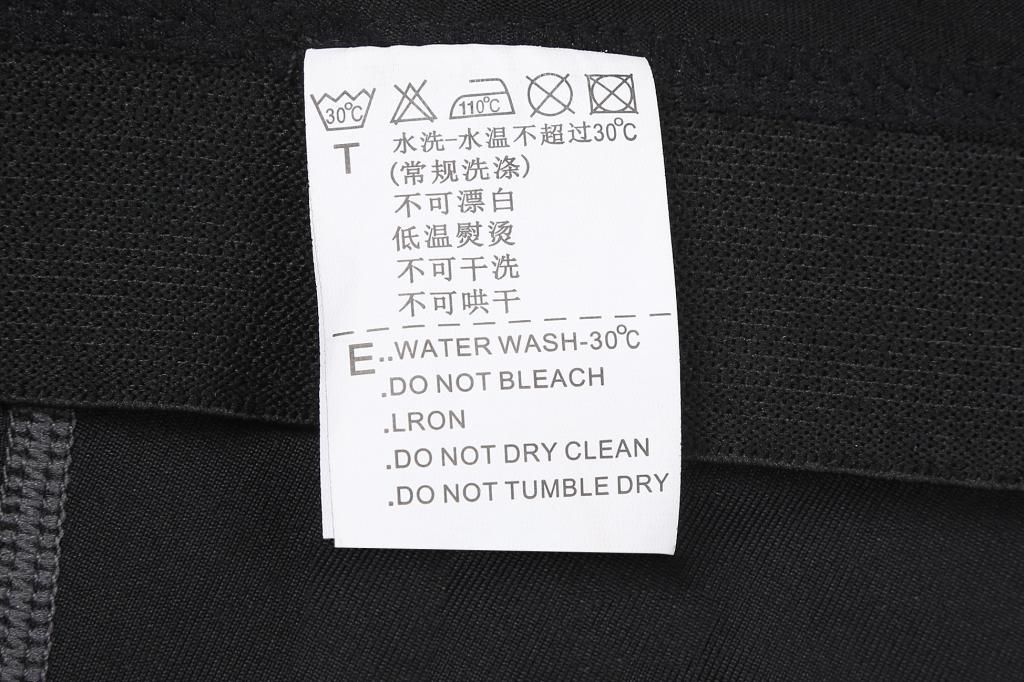 30℃ 110℃
T 水洗-水温不超过30℃
(常规洗涤)
不可漂白
低温熨烫
不可干洗
不可哄干
E..WATER WASH-30℃
.DO NOT BLEACH
.LRON
.DO NOT DRY CLEAN
.DO NOT TUMBLE DRY